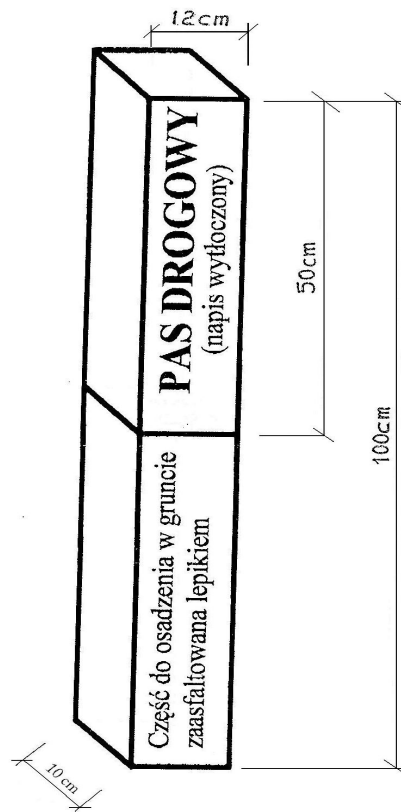 12cm
PAS DROGOWY
(napis wytłoczony)
50cm
100cm
Część do osadzenia w gruncie
zaasfaltowana lepikiem
10 cm